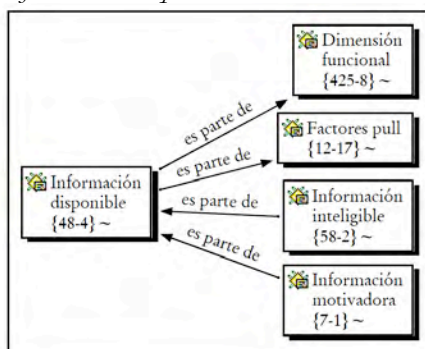 Dimensión
funcional
{425-8} ~
es parte de
Factores pull
{12-17} ~
es parte de
Información
disponible
{48-4} ~
es parte de
Información
inteligible
{58-2} ~
es parte de
Información
motivadora
{7-1} ~